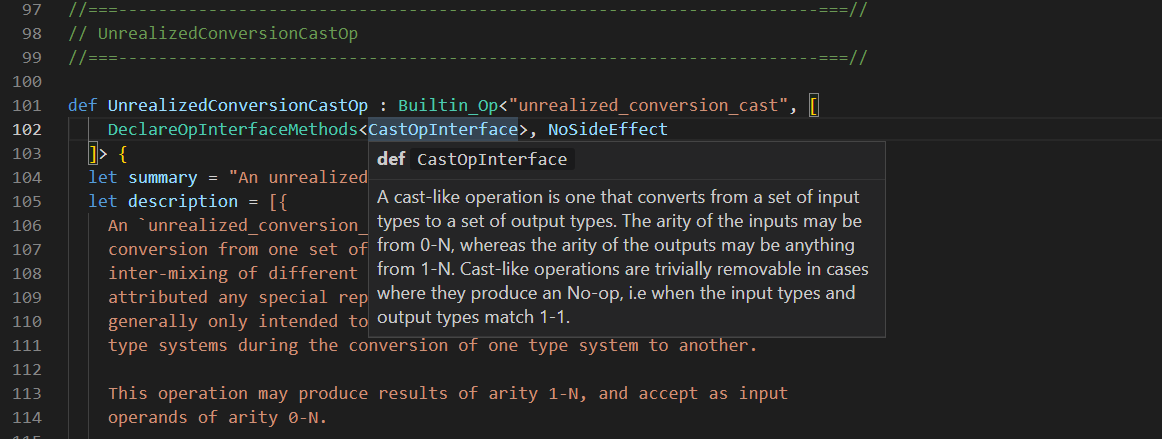 97 //===----------------------------------------------------------------------===//
98 // UnrealizedConversionCastOp
99 //===----------------------------------------------------------------------===//
100
101 def UnrealizedConversionCastOp : Builtin_Op<"unrealized_conversion_cast", [
102 DeclareOpInterfaceMethods<CastOpInterface>, NoSideEffect
103 ]> {
104 let summary = "An unrealized
105 let description = [{
106 An `unrealized_conversion_
107 conversion from one set of
108 inter-mixing of different
109 attributed any special rep
110 generally only intended to
111 type systems during the conversion of one type system to another.
112
113 This operation may produce results of arity 1-N, and accept as input
114 operands of arity 0-N.
def CastOpInterface
A cast-like operation is one that converts from a set of input
types to a set of output types. The arity of the inputs may be
from 0-N, whereas the arity of the outputs may be anything
from 1-N. Cast-like operations are trivially removable in cases
where they produce an No-op, i.e when the input types and
output types match 1-1.